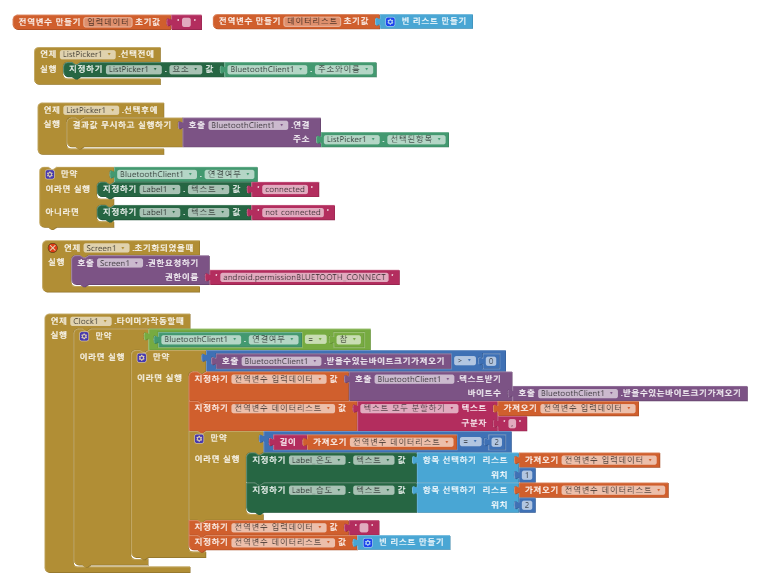 전역변수 만들기 입력데이터 초기값 " "
전역변수 만들기 데이터리스트 초기값 빈 리스트 만들기
언제 ListPicker1 .선택전에
실행 지정하기 ListPicker1 . 요소 값 BluetoothClient1 . 주소와이름
언제 ListPicker1 .선택후에
실행 결과값 무시하고 실행하기 호출 BluetoothClient1 .연결
주소 ListPicker1 . 선택된항목
만약 BluetoothClient1 . 연결여부
이라면 실행 지정하기 Label1 . 텍스트 값 " connected "
아니라면 지정하기 Label1 . 텍스트 값 " not connected "
언제 Screen1 .초기화되었을때
실행 호출 Screen1 .권한요청하기
권한이름 " android.permissionBLUETOOTH_CONNECT "
언제 Clock1 .타이머가작동할때
실행 만약 BluetoothClient1 . 연결여부 = 참
이라면 실행 만약 호출 BluetoothClient1 .받을수있는바이트크기가져오기 > 0
이라면 실행 지정하기 전역변수 입력데이터 값 호출 BluetoothClient1 .텍스트받기
바이트수 호출 BluetoothClient1 .받을수있는바이트크기가져오기
지정하기 전역변수 데이터리스트 값 텍스트 모두 분할하기 텍스트 가져오기 전역변수 입력데이터
구분자 " , "
만약 길이 가져오기 전역변수 데이터리스트 = 2
이라면 실행 지정하기 Label_온도 . 텍스트 값 항목 선택하기 리스트 가져오기 전역변수 입력데이터
위치 1
지정하기 Label_습도 . 텍스트 값 항목 선택하기 리스트 가져오기 전역변수 데이터리스트
위치 2
지정하기 전역변수 입력데이터 값 " "
지정하기 전역변수 데이터리스트 값 빈 리스트 만들기